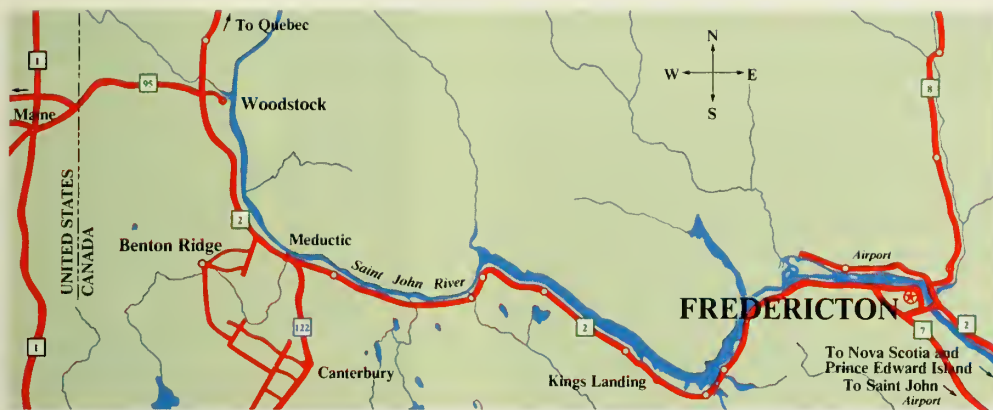 To Quebec
N
W E
S
1
95
8
Maine
Woodstock
UNITED STATES
CANADA
2
Benton Ridge
Meductic
Saint John River
Airport
FREDERICTON
122
2
7
2
1
Canterbury
Kings Landing
To Nova Scotia and
Prince Edward Island
To Saint John
Airport